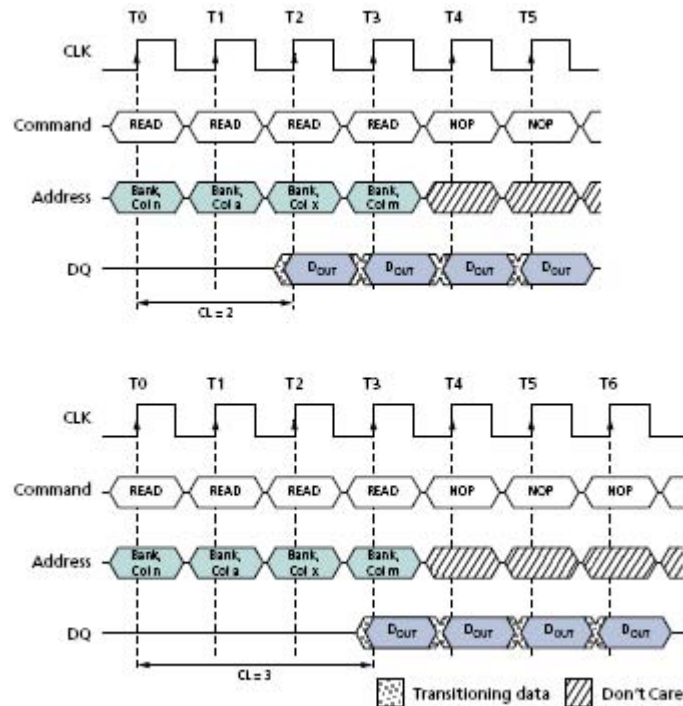 T0 T1 T2 T3 T4 T5
CLK
Command READ READ READ READ NOP NOP
Address Bank, Col n Bank, Col a Bank, Col x Bank, Col m
DQ DOUT DOUT DOUT DOUT
CL = 2
T0 T1 T2 T3 T4 T5 T6
CLK
Command READ READ READ READ NOP NOP NOP
Address Bank, Col n Bank, Col a Bank, Col x Bank, Col m
DQ DOUT DOUT DOUT DOUT
CL = 3
Transitioning data Don't Care